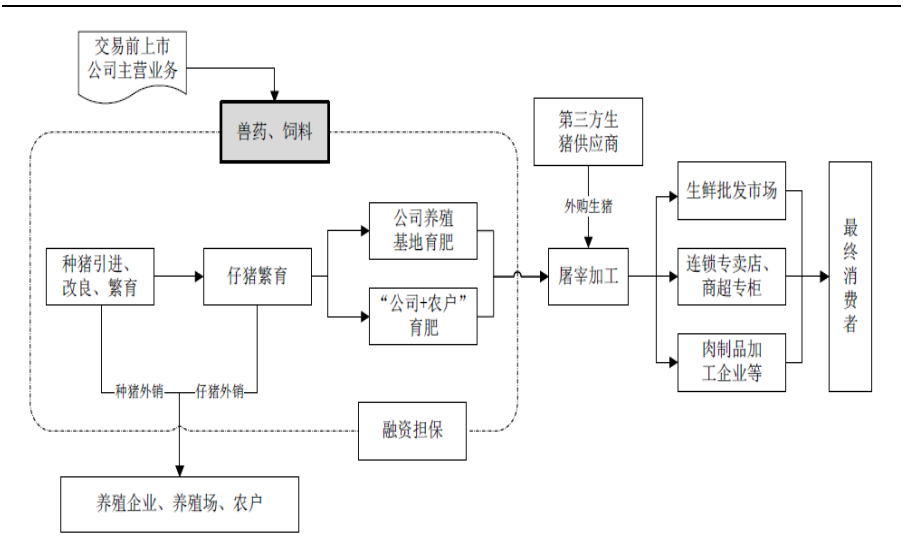 交易前上市
公司主营业务
兽药、饲料
第三方生
猪供应商
外购生猪
种猪引进、
改良、繁育
仔猪繁育
公司养殖
基地育肥
“公司+农户”
育肥
屠宰加工
生鲜批发市场
连锁专卖店、
商超专柜
肉制品加
工企业等
最
终
消
费
者
种猪外销
仔猪外销
融资担保
养殖企业、养殖场、农户